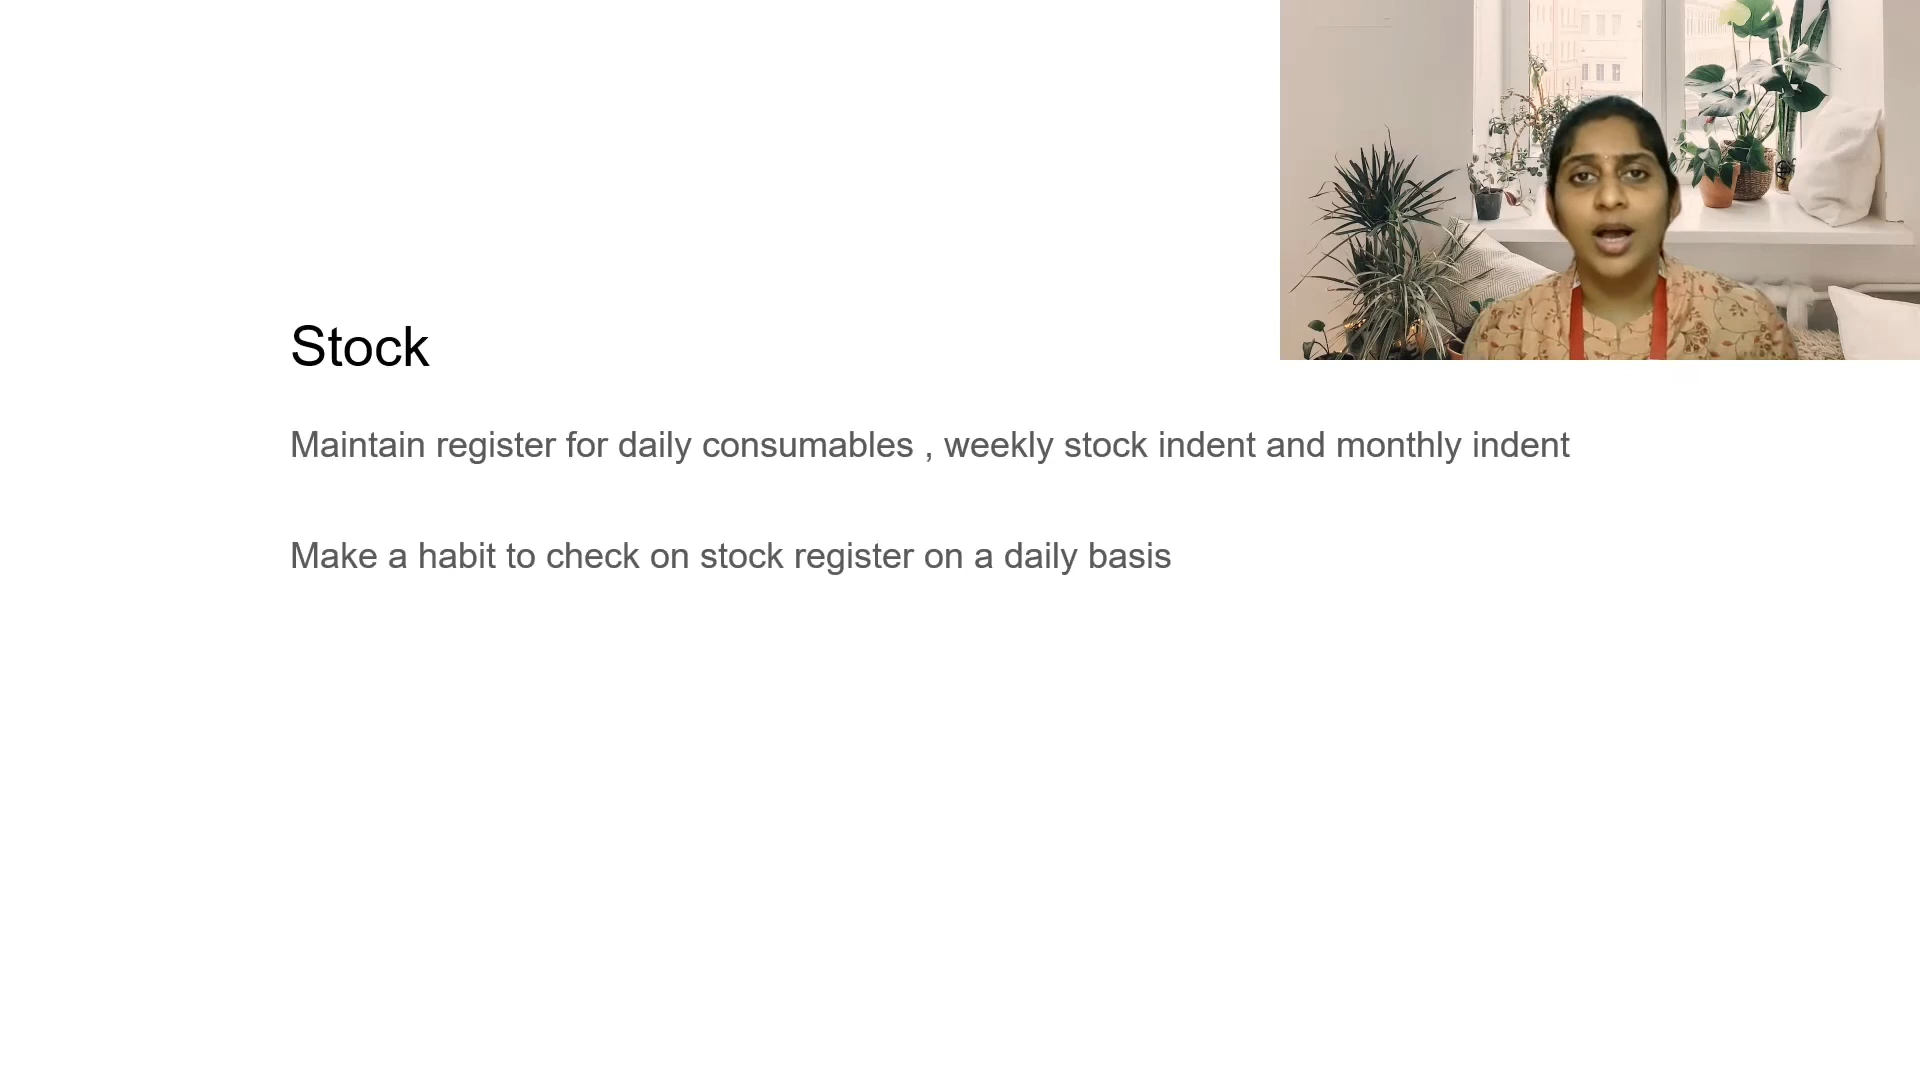 Stock
Maintain register for daily consumables , weekly stock indent and monthly indent
Make a habit to check on stock register on a daily basis